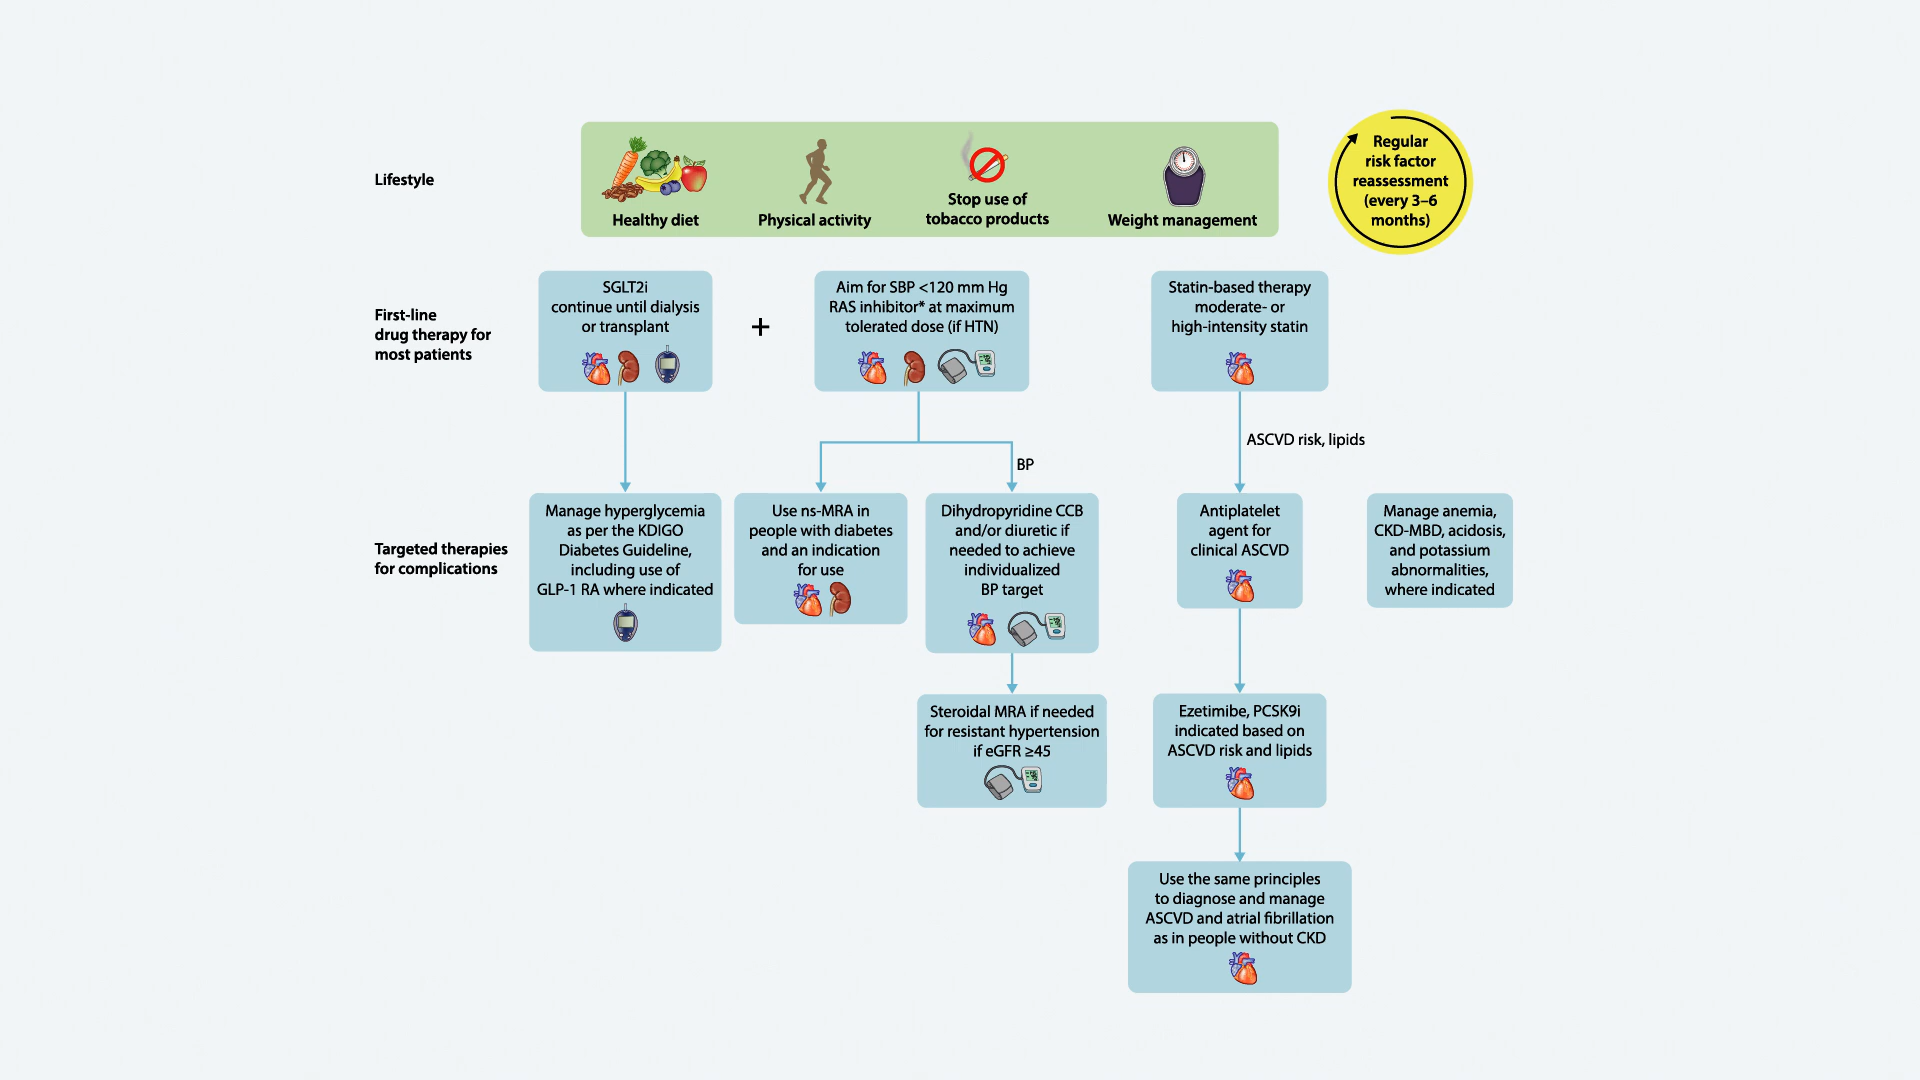 Lifestyle
Healthy diet
Physical activity
Stop use of
tobacco products
Weight management
Regular
risk factor
reassessment
(every 3–6
months)
First-line
drug therapy for
most patients
SGLT2i
continue until dialysis
or transplant
+
Aim for SBP <120 mm Hg
RAS inhibitor* at maximum
tolerated dose (if HTN)
Statin-based therapy
moderate- or
high-intensity statin
ASCVD risk, lipids
BP
Targeted therapies
for complications
Manage hyperglycemia
as per the KDIGO
Diabetes Guideline,
including use of
GLP-1 RA where indicated
Use ns-MRA in
people with diabetes
and an indication
for use
Dihydropyridine CCB
and/or diuretic if
needed to achieve
individualized
BP target
Antiplatelet
agent for
clinical ASCVD
Manage anemia,
CKD-MBD, acidosis,
and potassium
abnormalities,
where indicated
Steroidal MRA if needed
for resistant hypertension
if eGFR ≥45
Ezetimibe, PCSK9i
indicated based on
ASCVD risk and lipids
Use the same principles
to diagnose and manage
ASCVD and atrial fibrillation
as in people without CKD